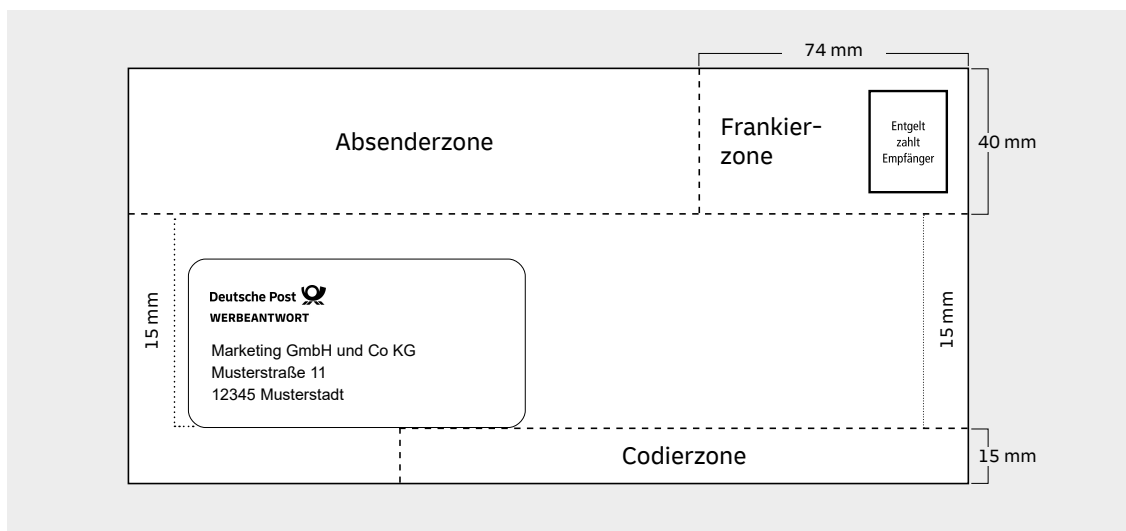 74 mm
Absenderzone
Frankier-
zone
Entgelt
zahlt
Empfänger
40 mm
15 mm
Deutsche Post
WERBEANTWORT
Marketing GmbH und Co KG
Musterstraße 11
12345 Musterstadt
15 mm
Codierzone
15 mm